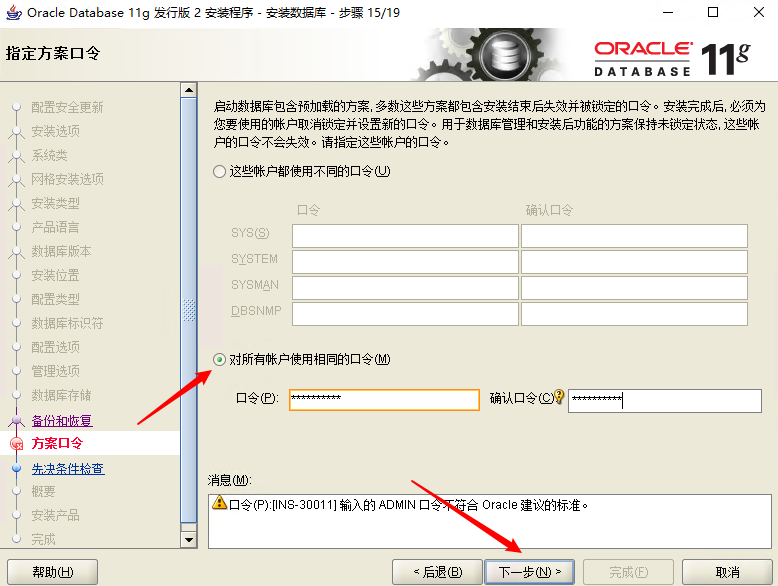 Oracle Database 11g 发行版 2 安装程序 - 安装数据库 - 步骤 15/19
指定方案口令
ORACLE
DATABASE
11g
配置安全更新
安装选项
系统类
网格安装选项
安装类型
产品语言
数据库版本
安装位置
配置类型
数据库标识符
配置选项
管理选项
数据库存储
备份和恢复
方案口令
先决条件检查
概要
安装产品
完成
启动数据库包含预加载的方案, 多数这些方案都包含安装结束后失效并被锁定的口令。安装完成后, 必须为
您要使用的帐户取消锁定并设置新的口令。用于数据库管理和安装后功能的方案保持未锁定状态, 这些帐
户的口令不会失效。请指定这些帐户的口令。
这些帐户都使用不同的口令(U)
口令 确认口令
SYS(S)
SYSTEM
SYSMAN
DBSNMP
对所有帐户使用相同的口令(M)
口令(P): ********** 确认口令(C) **********
消息(M):
口令(P):[INS-30011] 输入的 ADMIN 口令不符合 Oracle 建议的标准。
帮助(H) < 后退(B) 下一步(N) > 完成(F) 取消